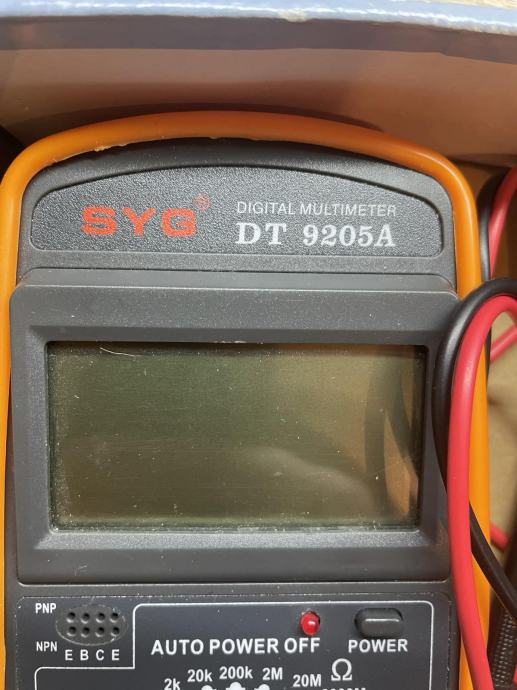 SYG® DIGITAL MULTIMETER
DT 9205A
PNP
NPN E B C E AUTO POWER OFF POWER
2k 20k 200k 2M 20M Ω